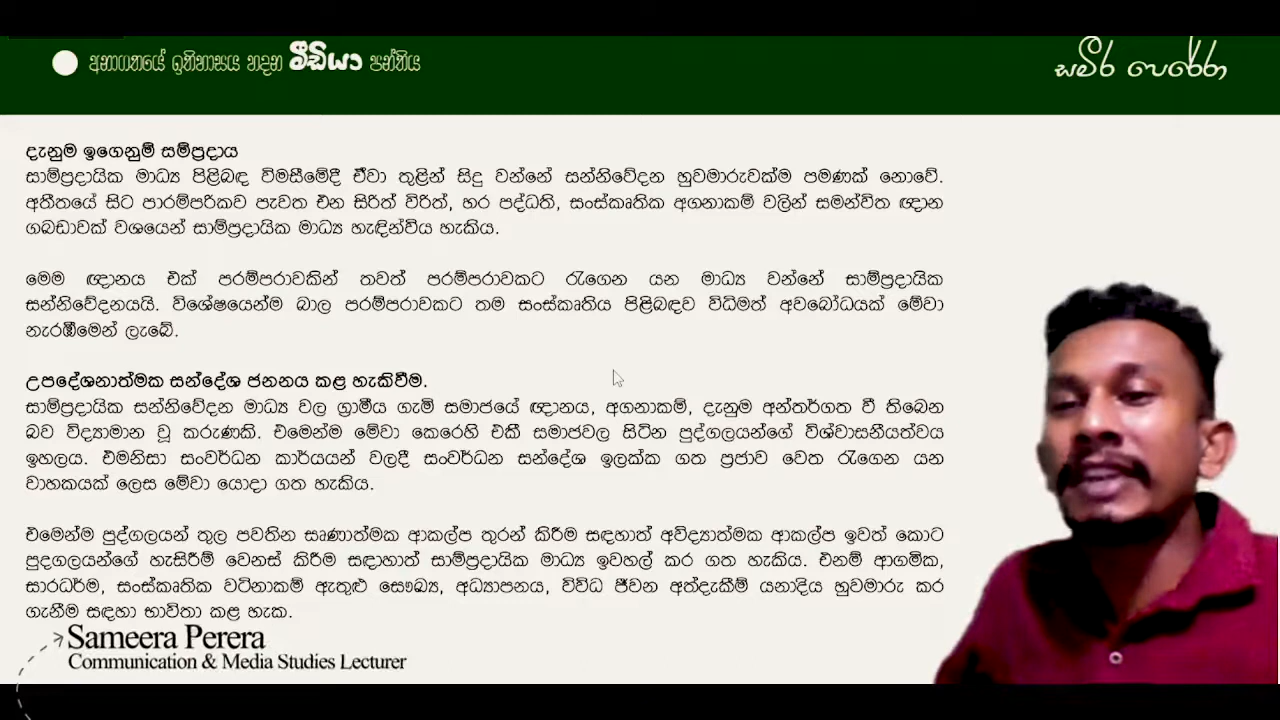 අනාගතයේ ඉතිහාසය හදන මීඩියා පන්තිය
සමීර පෙරේරා
දැනුම ඉගෙනුම් සම්ප්‍රදාය
සාම්ප්‍රදායික මාධ්‍ය පිළිබඳ විමසීමේදී ඒවා තුළින් සිදු වන්නේ සන්නිවේදන හුවමාරුවක්ම පමණක් නොවේ.
අතීතයේ සිට පාරම්පරිකව පැවත එන සිරිත් විරිත්, හර පද්ධති, සංස්කෘතික අගනාකම් වලින් සමන්විත ඥාන
ගබඩාවක් වශයෙන් සාම්ප්‍රදායික මාධ්‍ය හැඳින්විය හැකිය.
මෙම ඥානය එක් පරම්පරාවකින් තවත් පරම්පරාවකට රැගෙන යන මාධ්‍ය වන්නේ සාම්ප්‍රදායික
සන්නිවේදනයයි. විශේෂයෙන්ම බාල පරම්පරාවකට තම සංස්කෘතිය පිළිබඳව විධිමත් අවබෝධයක් මේවා
නැරඹීමෙන් ලැබේ.
උපදේශනාත්මක සන්දේශ ජනනය කළ හැකිවීම.
සාම්ප්‍රදායික සන්නිවේදන මාධ්‍ය වල ග්‍රාමීය ගැමි සමාජයේ ඥානය, අගනාකම්, දැනුම අන්තර්ගත වී තිබෙන
බව විද්‍යාමාන වූ කරුණකි. එමෙන්ම මේවා කෙරෙහි එකී සමාජවල සිටින පුද්ගලයන්ගේ විශ්වාසනීයත්වය
ඉහලය. එමනිසා සංවර්ධන කාර්යයන් වලදී සංවර්ධන සන්දේශ ඉලක්ක ගත ප්‍රජාව වෙත රැගෙන යන
වාහකයක් ලෙස මේවා යොදා ගත හැකිය.
එමෙන්ම පුද්ගලයන් තුල පවතින සෘණාත්මක ආකල්ප තුරන් කිරීම සඳහාත් අවිද්‍යාත්මක ආකල්ප ඉවත් කොට
පුදගලයන්ගේ හැසිරීම් වෙනස් කිරීම සඳාහාත් සාම්ප්‍රදායික මාධ්‍ය ඉවහල් කර ගත හැකිය. එනම් ආගමික,
සාරධර්ම, සංස්කෘතික වටිනාකම් ඇතුළු සෞඛ්‍ය, අධ්‍යාපනය, විවිධ ජීවන අත්දැකීම් යනාදිය හුවමාරු කර
ගැනීම සඳහා භාවිතා කළ හැක.
Sameera Perera
Communication & Media Studies Lecturer